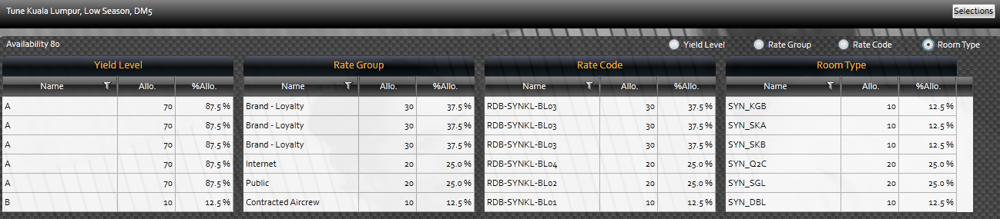 Tune Kuala Lumpur, Low Season, DM5
Selections
Availability 80
Yield Level Rate Group Rate Code Room Type
Yield Level Rate Group Rate Code Room Type
Name Allo. %Allo. Name Allo. %Allo. Name Allo. %Allo. Name Allo. %Allo.
A 70 87.5 % Brand - Loyalty 30 37.5 % RDB-SYNKL-BL03 30 37.5 % SYN_KGB 10 12.5 %
A 70 87.5 % Brand - Loyalty 30 37.5 % RDB-SYNKL-BL03 30 37.5 % SYN_SKA 10 12.5 %
A 70 87.5 % Brand - Loyalty 30 37.5 % RDB-SYNKL-BL03 30 37.5 % SYN_SKB 10 12.5 %
A 70 87.5 % Internet 20 25.0 % RDB-SYNKL-BL04 20 25.0 % SYN_Q2C 20 25.0 %
A 70 87.5 % Public 20 25.0 % RDB-SYNKL-BL02 20 25.0 % SYN_SGL 20 25.0 %
B 10 12.5 % Contracted Aircrew 10 12.5 % RDB-SYNKL-BL01 10 12.5 % SYN_DBL 10 12.5 %